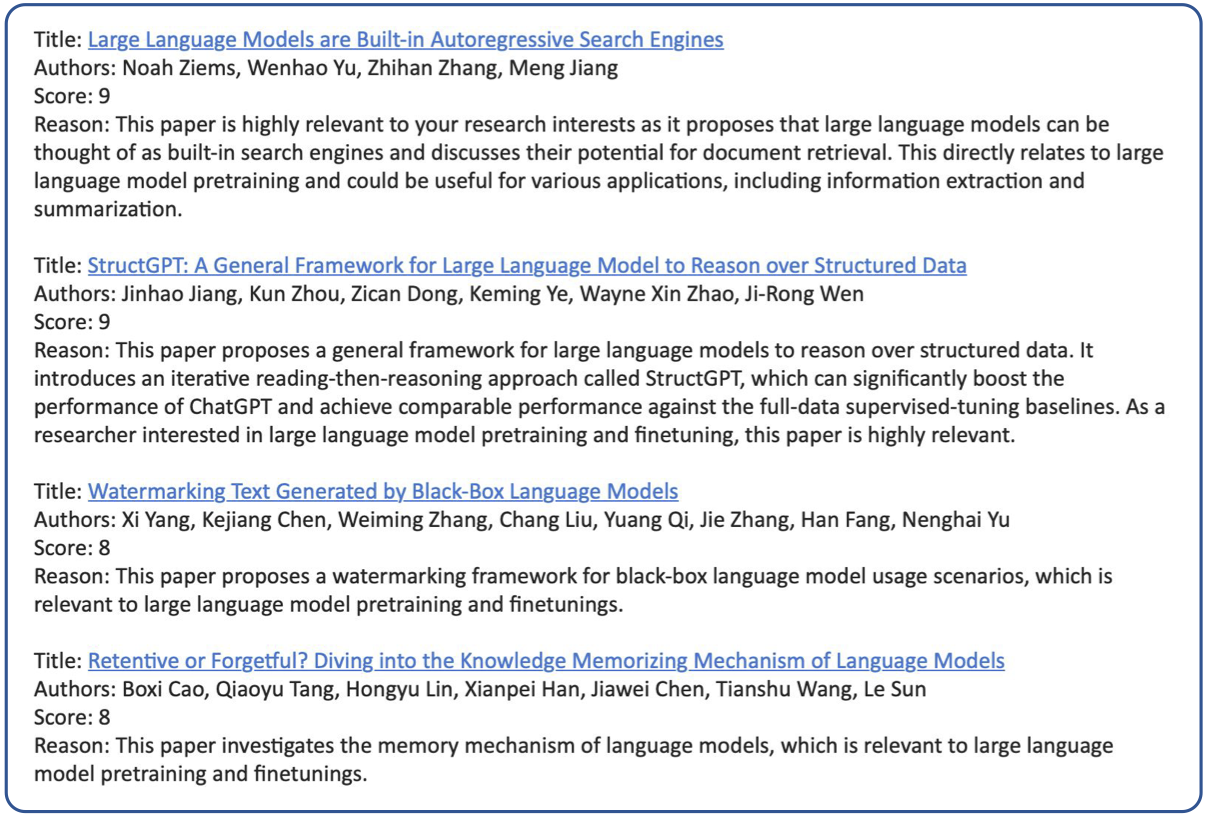 Title: Large Language Models are Built-in Autoregressive Search Engines
Authors: Noah Ziems, Wenhao Yu, Zhihan Zhang, Meng Jiang
Score: 9
Reason: This paper is highly relevant to your research interests as it proposes that large language models can be
thought of as built-in search engines and discusses their potential for document retrieval. This directly relates to large
language model pretraining and could be useful for various applications, including information extraction and
summarization.
Title: StructGPT: A General Framework for Large Language Model to Reason over Structured Data
Authors: Jinhao Jiang, Kun Zhou, Zican Dong, Keming Ye, Wayne Xin Zhao, Ji-Rong Wen
Score: 9
Reason: This paper proposes a general framework for large language models to reason over structured data. It
introduces an iterative reading-then-reasoning approach called StructGPT, which can significantly boost the
performance of ChatGPT and achieve comparable performance against the full-data supervised-tuning baselines. As a
researcher interested in large language model pretraining and finetuning, this paper is highly relevant.
Title: Watermarking Text Generated by Black-Box Language Models
Authors: Xi Yang, Kejiang Chen, Weiming Zhang, Chang Liu, Yuang Qi, Jie Zhang, Han Fang, Nenghai Yu
Score: 8
Reason: This paper proposes a watermarking framework for black-box language model usage scenarios, which is
relevant to large language model pretraining and finetunings.
Title: Retentive or Forgetful? Diving into the Knowledge Memorizing Mechanism of Language Models
Authors: Boxi Cao, Qiaoyu Tang, Hongyu Lin, Xianpei Han, Jiawei Chen, Tianshu Wang, Le Sun
Score: 8
Reason: This paper investigates the memory mechanism of language models, which is relevant to large language
model pretraining and finetunings.